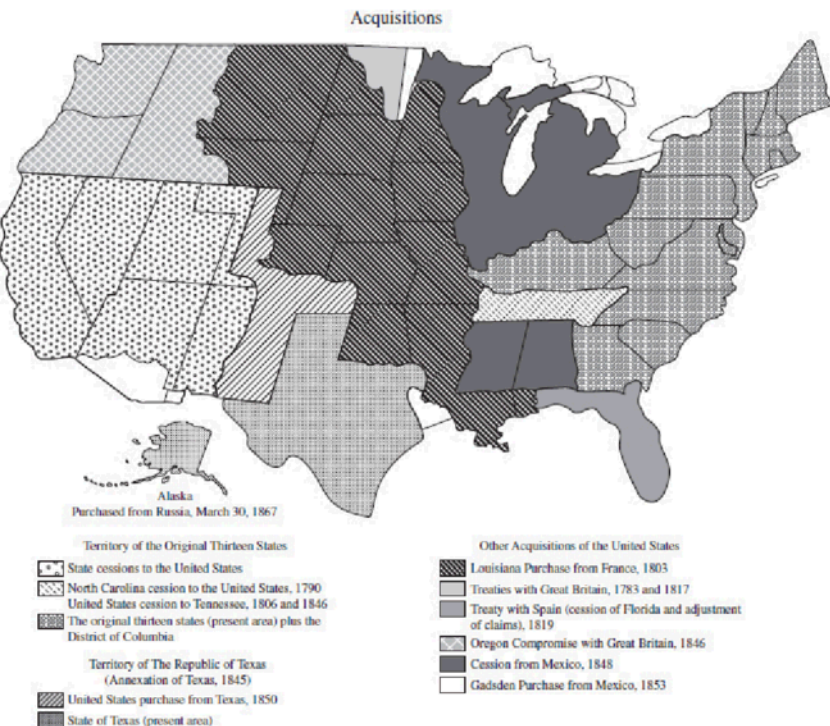 Acquisitions
Alaska
Purchased from Russia, March 30, 1867
Territory of the Original Thirteen States
State cessions to the United States
North Carolina cession to the United States, 1790
United States cession to Tennessee, 1806 and 1846
The original thirteen states (present area) plus the
District of Columbia
Territory of The Republic of Texas
(Annexation of Texas, 1845)
United States purchase from Texas, 1850
State of Texas (present area)
Other Acquisitions of the United States
Louisiana Purchase from France, 1803
Treaties with Great Britain, 1783 and 1817
Treaty with Spain (cession of Florida and adjustment
of claims), 1819
Oregon Compromise with Great Britain, 1846
Cession from Mexico, 1848
Gadsden Purchase from Mexico, 1853